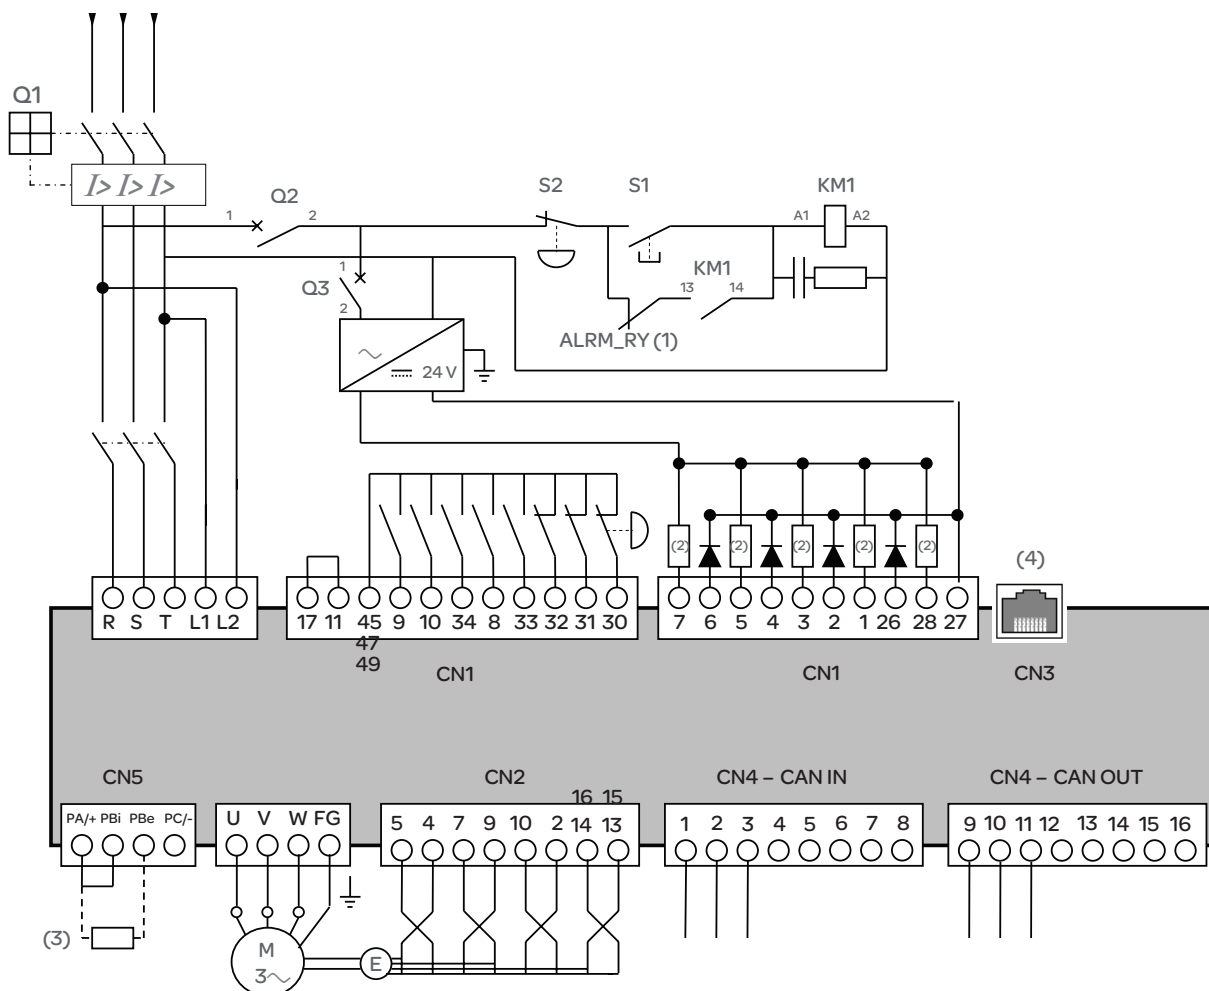 Q1
I> I> I>
1 Q2 2
S2
S1
KM1
A1 A2
KM1
13 14
ALRM_RY (1)
Q3
1
2
24 V
(2) (2) (2) (2) (2)
(4)
R S T L1 L2
17 11 45 9 10 34 8 33 32 31 30
47
49
CN1
7 6 5 4 3 2 1 26 28 27
CN1
CN3
CN5
PA/+ PBi PBe PC/-
U V W FG
CN2
16 15
5 4 7 9 10 2 14 13
CN4 – CAN IN
1 2 3 4 5 6 7 8
CN4 – CAN OUT
9 10 11 12 13 14 15 16
(3)
M
3~
E